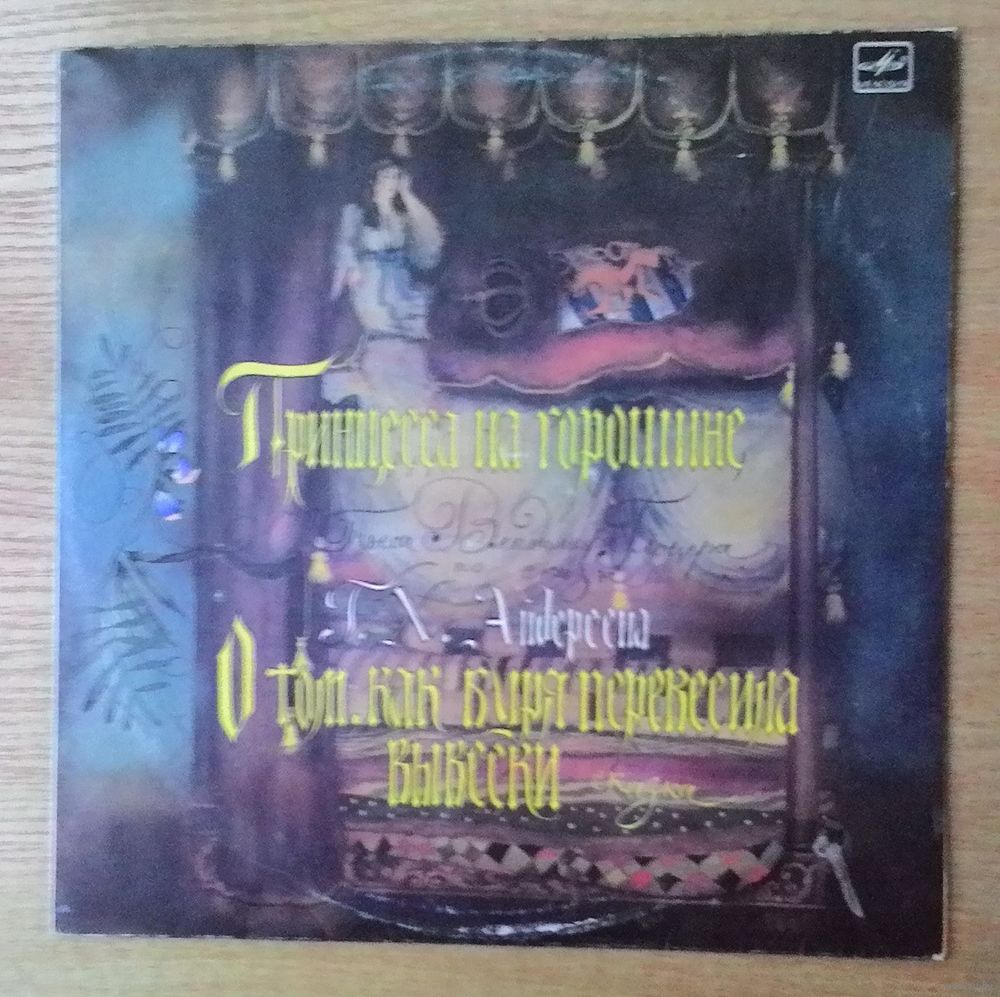 Принцесса на горошине
Г. Х. Андерсена
О том, как буря перевесила
вывески